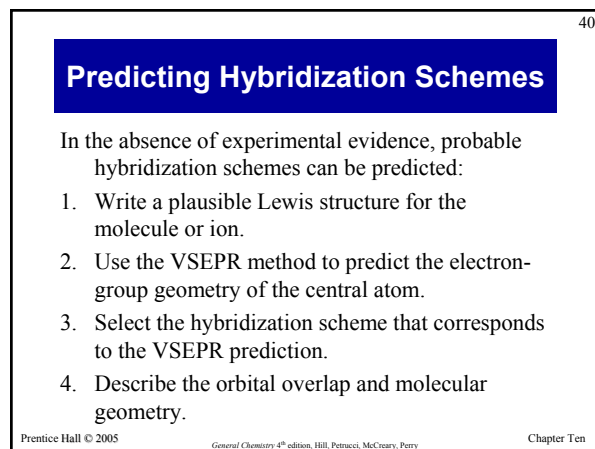 40
Predicting Hybridization Schemes
In the absence of experimental evidence, probable
hybridization schemes can be predicted:
1. Write a plausible Lewis structure for the
molecule or ion.
2. Use the VSEPR method to predict the electron-
group geometry of the central atom.
3. Select the hybridization scheme that corresponds
to the VSEPR prediction.
4. Describe the orbital overlap and molecular
geometry.
Prentice Hall © 2005 General Chemistry 4th edition, Hill, Petrucci, McCreary, Perry Chapter Ten